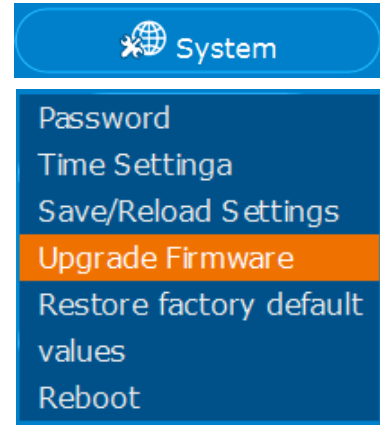 System
Password
Time Settinga
Save/Reload Settings
Upgrade Firmware
Restore factory default
values
Reboot